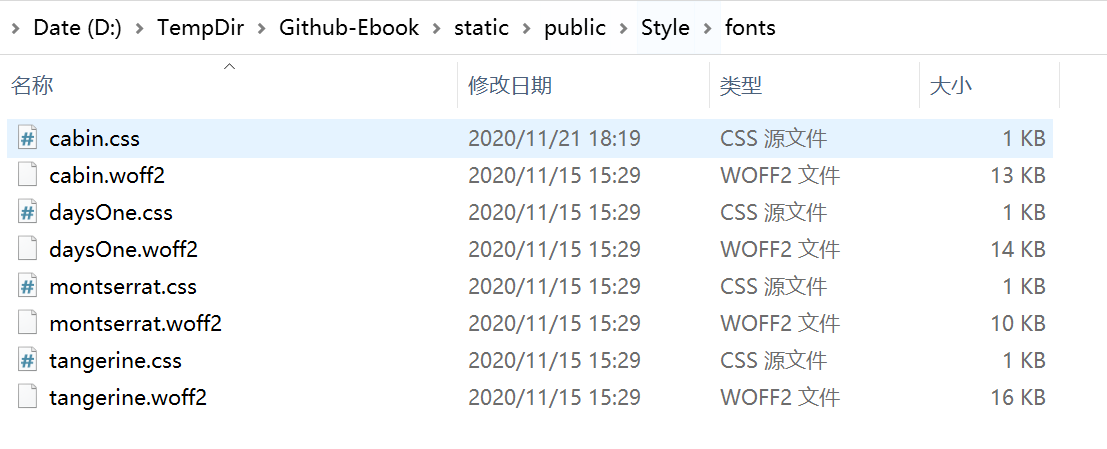 Date (D:) TempDir Github-Ebook static public Style fonts
名称 修改日期 类型 大小
cabin.css 2020/11/21 18:19 CSS 源文件 1 KB
cabin.woff2 2020/11/15 15:29 WOFF2 文件 13 KB
daysOne.css 2020/11/15 15:29 CSS 源文件 1 KB
daysOne.woff2 2020/11/15 15:29 WOFF2 文件 14 KB
montserrat.css 2020/11/15 15:29 CSS 源文件 1 KB
montserrat.woff2 2020/11/15 15:29 WOFF2 文件 10 KB
tangerine.css 2020/11/15 15:29 CSS 源文件 1 KB
tangerine.woff2 2020/11/15 15:29 WOFF2 文件 16 KB